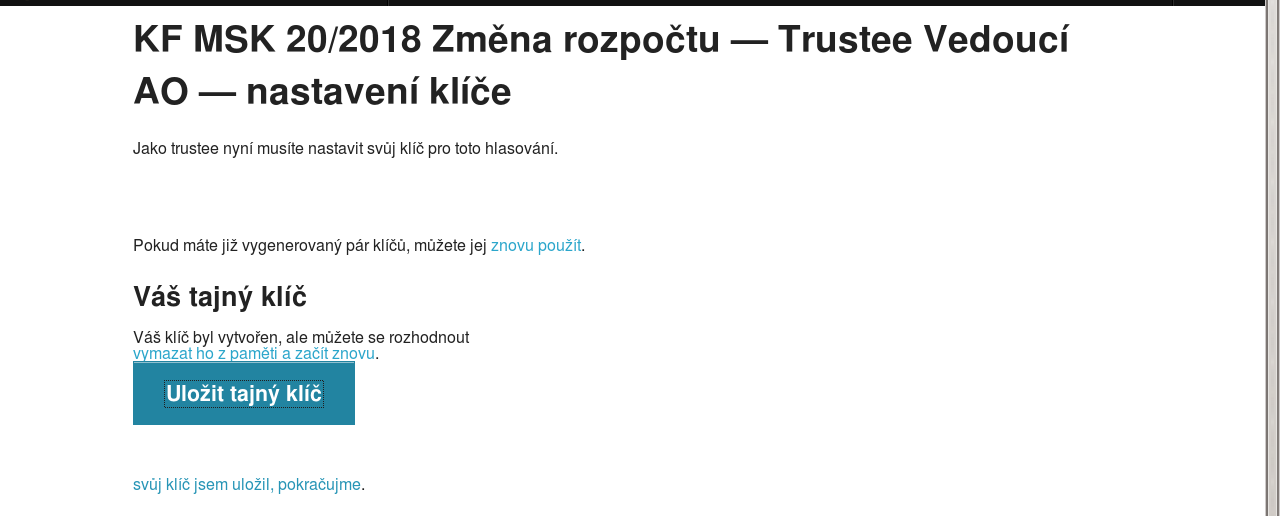 KF MSK 20/2018 Změna rozpočtu — Trustee Vedoucí
AO — nastavení klíče
Jako trustee nyní musíte nastavit svůj klíč pro toto hlasování.
Pokud máte již vygenerovaný pár klíčů, můžete jej znovu použít.
Váš tajný klíč
Váš klíč byl vytvořen, ale můžete se rozhodnout
vymazat ho z paměti a začít znovu.
Uložit tajný klíč
svůj klíč jsem uložil, pokračujme.